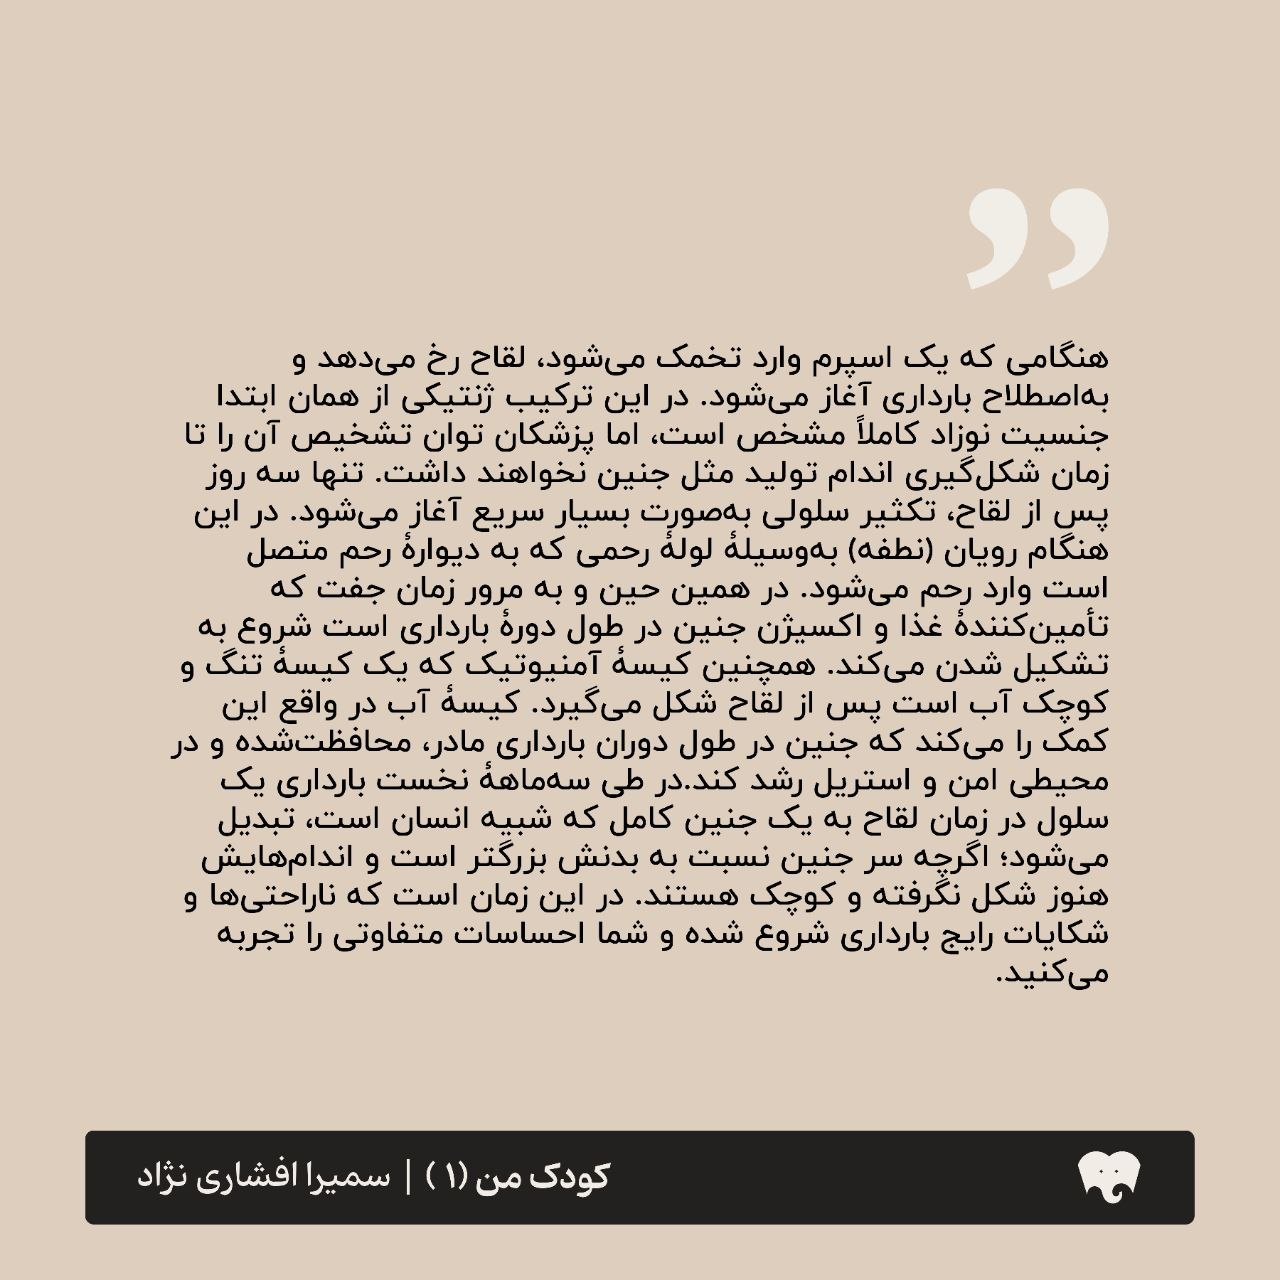 ”
هنگامی که یک اسپرم وارد تخمک می‌شود، لقاح رخ می‌دهد و
به‌اصطلاح بارداری آغاز می‌شود. در این ترکیب ژنتیکی از همان ابتدا
جنسیت نوزاد کاملاً مشخص است، اما پزشکان توان تشخیص آن را تا
زمان شکل‌گیری اندام تولید مثل جنین نخواهند داشت. تنها سه روز
پس از لقاح، تکثیر سلولی به‌صورت بسیار سریع آغاز می‌شود. در این
هنگام رویان (نطفه) به‌وسیلهٔ لولهٔ رحمی که به دیوارهٔ رحم متصل
است وارد رحم می‌شود. در همین حین و به مرور زمان جفت که
تأمین‌کنندهٔ غذا و اکسیژن جنین در طول دورهٔ بارداری است شروع به
تشکیل شدن می‌کند. همچنین کیسهٔ آمنیوتیک که یک کیسهٔ تنگ و
کوچک آب است پس از لقاح شکل می‌گیرد. کیسهٔ آب در واقع این
کمک را می‌کند که جنین در طول دوران بارداری مادر، محافظت‌شده و در
محیطی امن و استریل رشد کند.در طی سه‌ماههٔ نخست بارداری یک
سلول در زمان لقاح به یک جنین کامل که شبیه انسان است، تبدیل
می‌شود؛ اگرچه سر جنین نسبت به بدنش بزرگتر است و اندام‌هایش
هنوز شکل نگرفته و کوچک هستند. در این زمان است که ناراحتی‌ها و
شکایات رایج بارداری شروع شده و شما احساسات متفاوتی را تجربه
می‌کنید.
کودک من (۱ ) | سمیرا افشاری نژاد